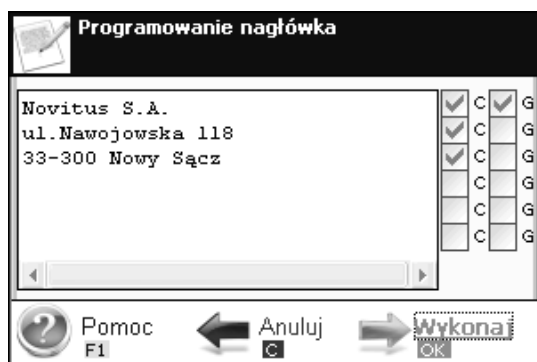 Programowanie nagłówka
Novitus S.A. C G
ul.Nawojowska 118 C G
33-300 Nowy Sącz C G
C G
C G
C G
Pomoc Anuluj Wykonaj
F1 C OK